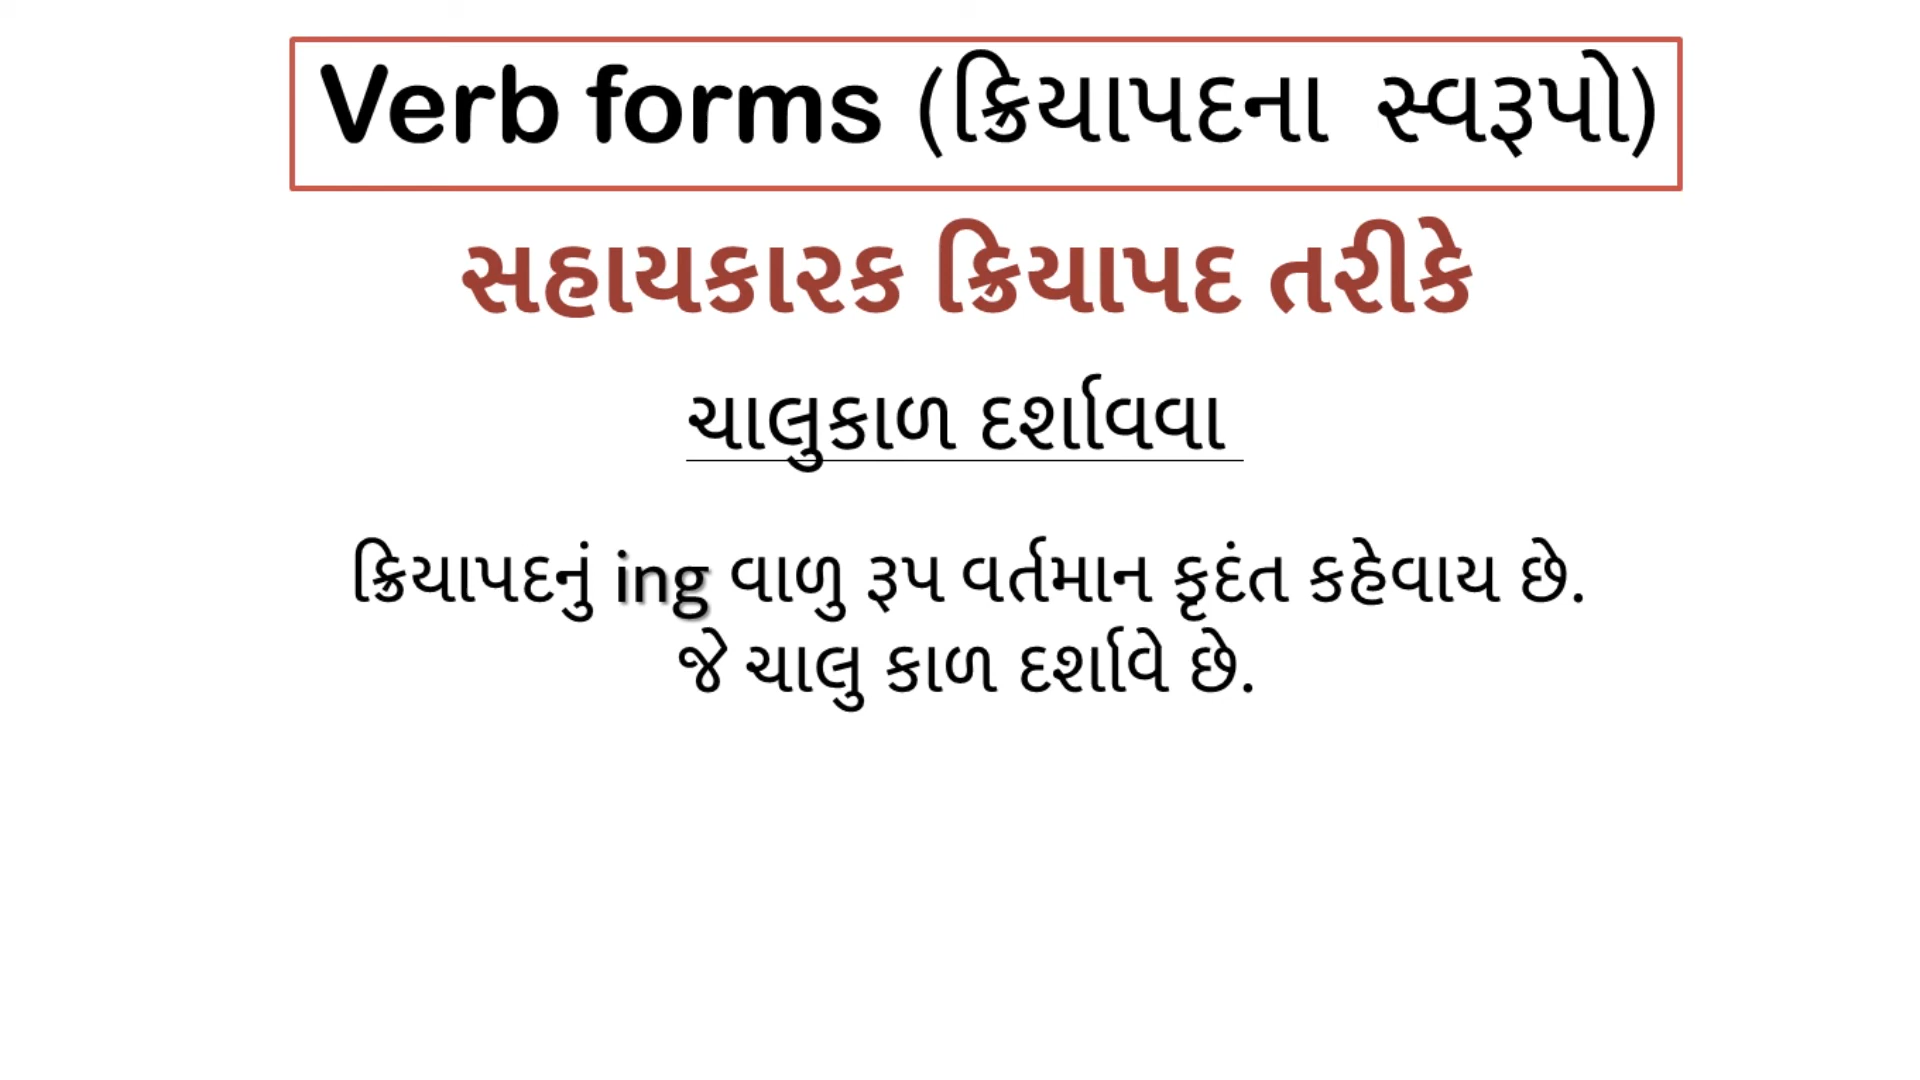 Verb forms (ક્રિયાપદના સ્વરૂપો)
સહાયકારક ક્રિયાપદ તરીકે
ચાલુકાળ દર્શાવવા
ક્રિયાપદનું ing વાળુ રૂપ વર્તમાન કૃદંત કહેવાય છે.
જે ચાલુ કાળ દર્શાવે છે.